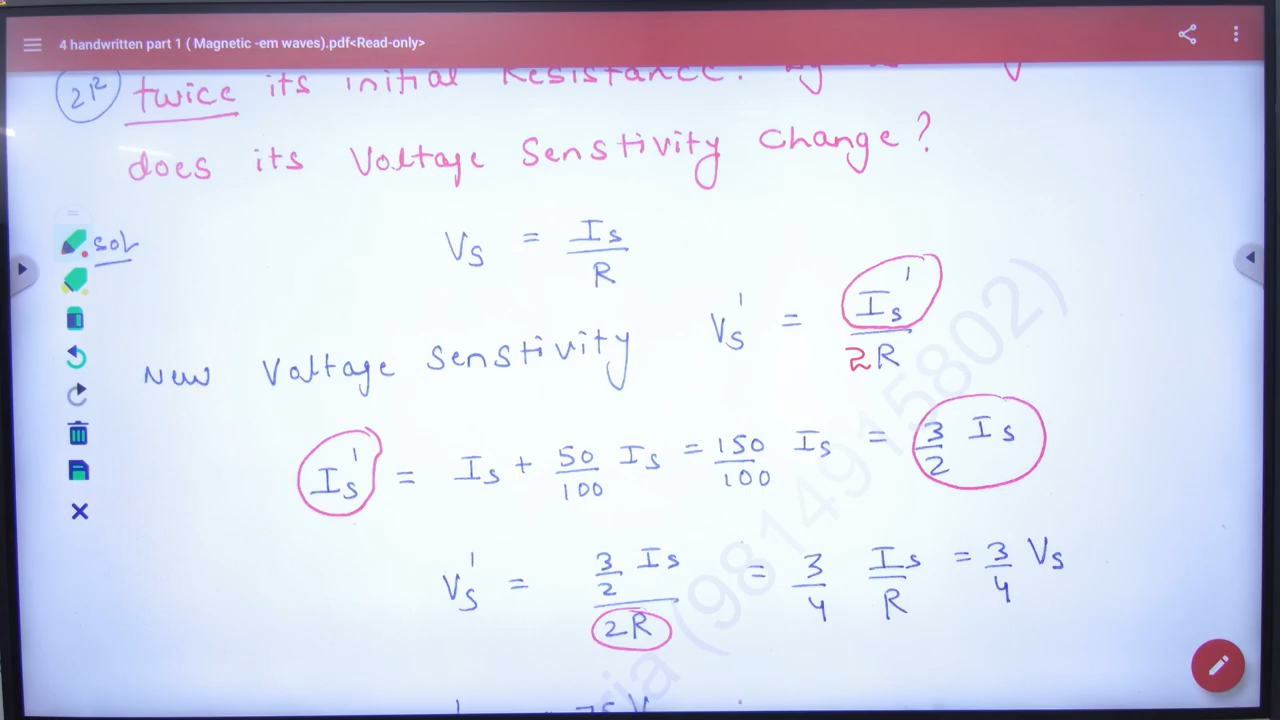 4 handwritten part 1 ( Magnetic -em waves).pdf<Read-only>
21² twice its initial Resistance.
does its Voltage Senstivity Change?
sol
Vs = Is / R
New Voltage Senstivity Vs' = Is' / 2R
Is' = Is + 50/100 Is = 150/100 Is = 3/2 Is
Vs' = 3/2 Is / 2R = 3/4 Is/R = 3/4 Vs
(9814915802)